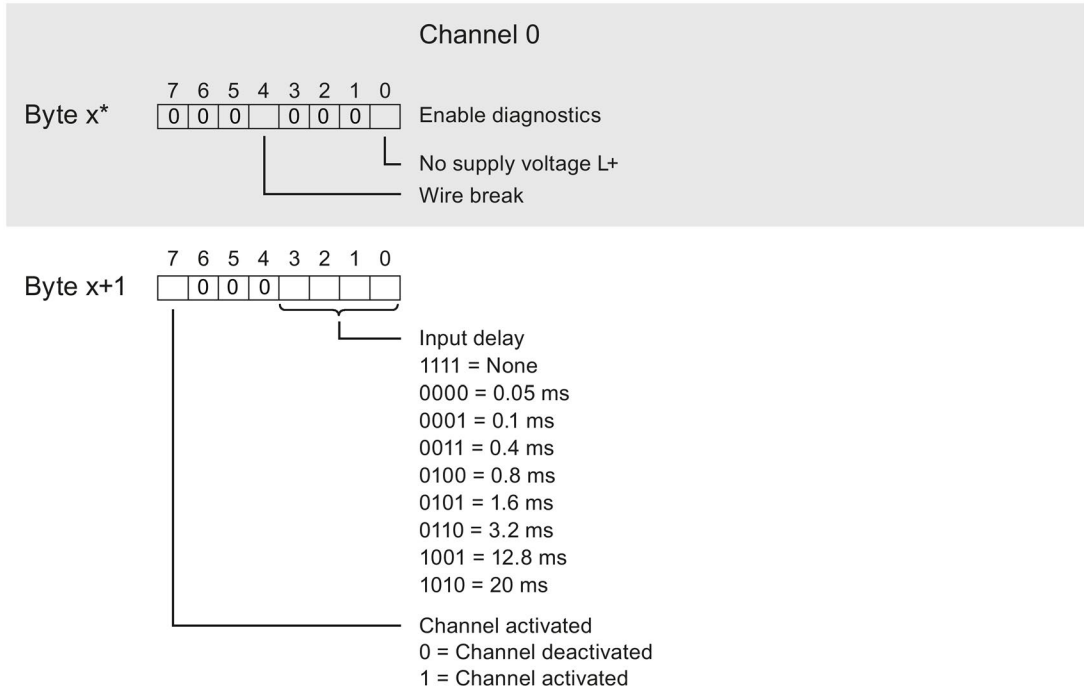 Channel 0
7 6 5 4 3 2 1 0
Byte x* 0 0 0 0 0 0 Enable diagnostics
No supply voltage L+
Wire break
7 6 5 4 3 2 1 0
Byte x+1 0 0 0
Input delay
1111 = None
0000 = 0.05 ms
0001 = 0.1 ms
0011 = 0.4 ms
0100 = 0.8 ms
0101 = 1.6 ms
0110 = 3.2 ms
1001 = 12.8 ms
1010 = 20 ms
Channel activated
0 = Channel deactivated
1 = Channel activated